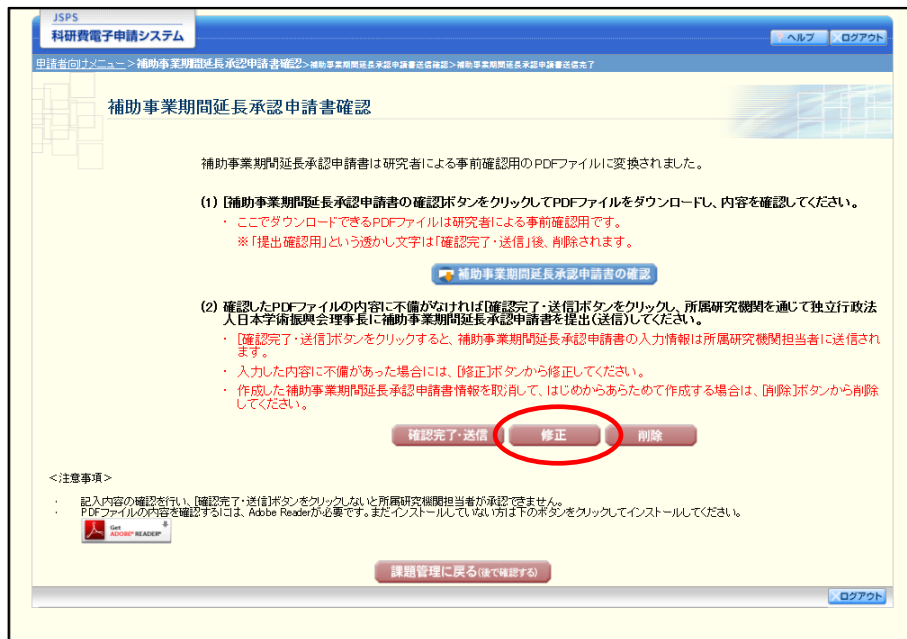 JSPS
科研費電子申請システム
ヘルプ
ログアウト
申請者向けメニュー>補助事業期間延長承認申請書確認>補助事業期間延長承認申請書送信確認>補助事業期間延長承認申請書送信完了
補助事業期間延長承認申請書確認
補助事業期間延長承認申請書は研究者による事前確認用のPDFファイルに変換されました。
(1) [補助事業期間延長承認申請書の確認]ボタンをクリックしてPDFファイルをダウンロードし、内容を確認してください。
・ ここでダウンロードできるPDFファイルは研究者による事前確認用です。
※「提出確認用」という透かし文字は「確認完了・送信」後、削除されます。
補助事業期間延長承認申請書の確認
(2) 確認したPDFファイルの内容に不備がなければ[確認完了・送信]ボタンをクリックし、所属研究機関を通じて独立行政法
人日本学術振興会理事長に補助事業期間延長承認申請書を提出(送信)してください。
・ [確認完了・送信]ボタンをクリックすると、補助事業期間延長承認申請書の入力情報は所属研究機関担当者に送信され
ます。
・ 入力した内容に不備があった場合には、[修正]ボタンから修正してください。
・ 作成した補助事業期間延長承認申請書情報を取消して、はじめからあらためて作成する場合は、[削除]ボタンから削除
してください。
確認完了・送信
修正
削除
<注意事項>
・ 記入内容の確認を行い、[確認完了・送信]ボタンをクリックしないと所属研究機関担当者が承認できません。
・ PDFファイルの内容を確認するには、Adobe Readerが必要です。まだインストールしていない方は下のボタンをクリックしてインストールしてください。
Get
ADOBE® READER®
課題管理に戻る(後で確認する)
ログアウト